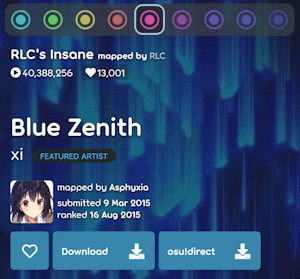 RLC's Insane mapped by RLC
40,388,256 13,001
Blue Zenith
xi FEATURED ARTIST
mapped by Asphyxia
submitted 9 Mar 2015
ranked 16 Aug 2015
Download osu!direct